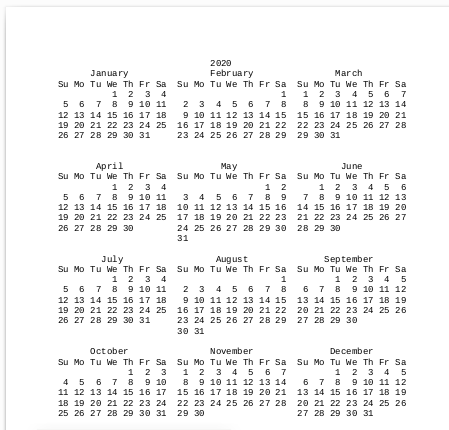 2020
      January               February               March
Su Mo Tu We Th Fr Sa  Su Mo Tu We Th Fr Sa  Su Mo Tu We Th Fr Sa
          1  2  3  4                     1   1  2  3  4  5  6  7
 5  6  7  8  9 10 11   2  3  4  5  6  7  8   8  9 10 11 12 13 14
12 13 14 15 16 17 18   9 10 11 12 13 14 15  15 16 17 18 19 20 21
19 20 21 22 23 24 25  16 17 18 19 20 21 22  22 23 24 25 26 27 28
26 27 28 29 30 31     23 24 25 26 27 28 29  29 30 31
       April                  May                   June
Su Mo Tu We Th Fr Sa  Su Mo Tu We Th Fr Sa  Su Mo Tu We Th Fr Sa
          1  2  3  4                  1  2      1  2  3  4  5  6
 5  6  7  8  9 10 11   3  4  5  6  7  8  9   7  8  9 10 11 12 13
12 13 14 15 16 17 18  10 11 12 13 14 15 16  14 15 16 17 18 19 20
19 20 21 22 23 24 25  17 18 19 20 21 22 23  21 22 23 24 25 26 27
26 27 28 29 30        24 25 26 27 28 29 30  28 29 30
                      31
        July                 August              September
Su Mo Tu We Th Fr Sa  Su Mo Tu We Th Fr Sa  Su Mo Tu We Th Fr Sa
          1  2  3  4                     1         1  2  3  4  5
 5  6  7  8  9 10 11   2  3  4  5  6  7  8   6  7  8  9 10 11 12
12 13 14 15 16 17 18   9 10 11 12 13 14 15  13 14 15 16 17 18 19
19 20 21 22 23 24 25  16 17 18 19 20 21 22  20 21 22 23 24 25 26
26 27 28 29 30 31     23 24 25 26 27 28 29  27 28 29 30
                      30 31
      October               November              December
Su Mo Tu We Th Fr Sa  Su Mo Tu We Th Fr Sa  Su Mo Tu We Th Fr Sa
             1  2  3   1  2  3  4  5  6  7         1  2  3  4  5
 4  5  6  7  8  9 10   8  9 10 11 12 13 14   6  7  8  9 10 11 12
11 12 13 14 15 16 17  15 16 17 18 19 20 21  13 14 15 16 17 18 19
18 19 20 21 22 23 24  22 23 24 25 26 27 28  20 21 22 23 24 25 26
25 26 27 28 29 30 31  29 30                 27 28 29 30 31